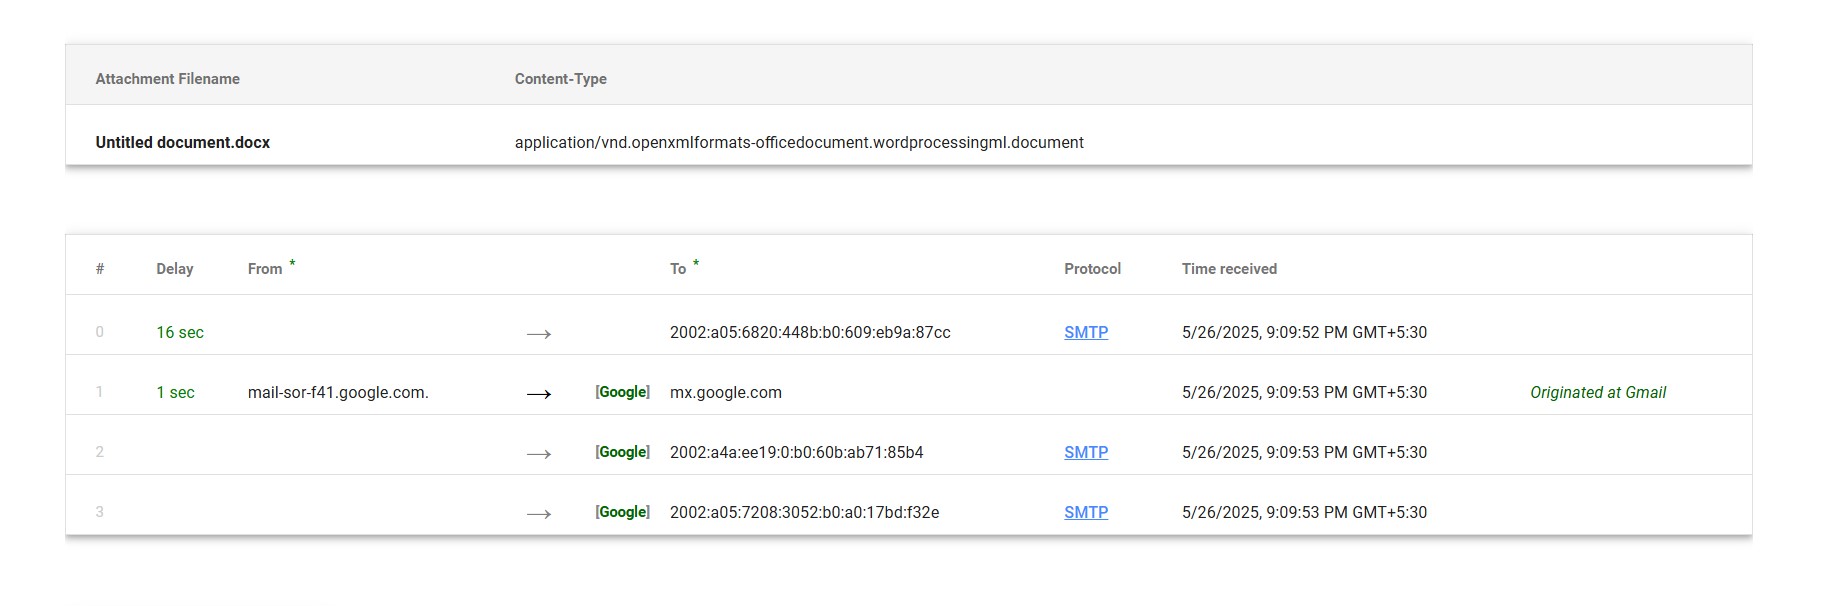 Attachment Filename Content-Type
Untitled document.docx application/vnd.openxmlformats-officedocument.wordprocessingml.document
# Delay From * To * Protocol Time received
0 16 sec → 2002:a05:6820:448b:b0:609:eb9a:87cc SMTP 5/26/2025, 9:09:52 PM GMT+5:30
1 1 sec mail-sor-f41.google.com. → [Google] mx.google.com 5/26/2025, 9:09:53 PM GMT+5:30 Originated at Gmail
2 → [Google] 2002:a4a:ee19:0:b0:60b:ab71:85b4 SMTP 5/26/2025, 9:09:53 PM GMT+5:30
3 → [Google] 2002:a05:7208:3052:b0:a0:17bd:f32e SMTP 5/26/2025, 9:09:53 PM GMT+5:30